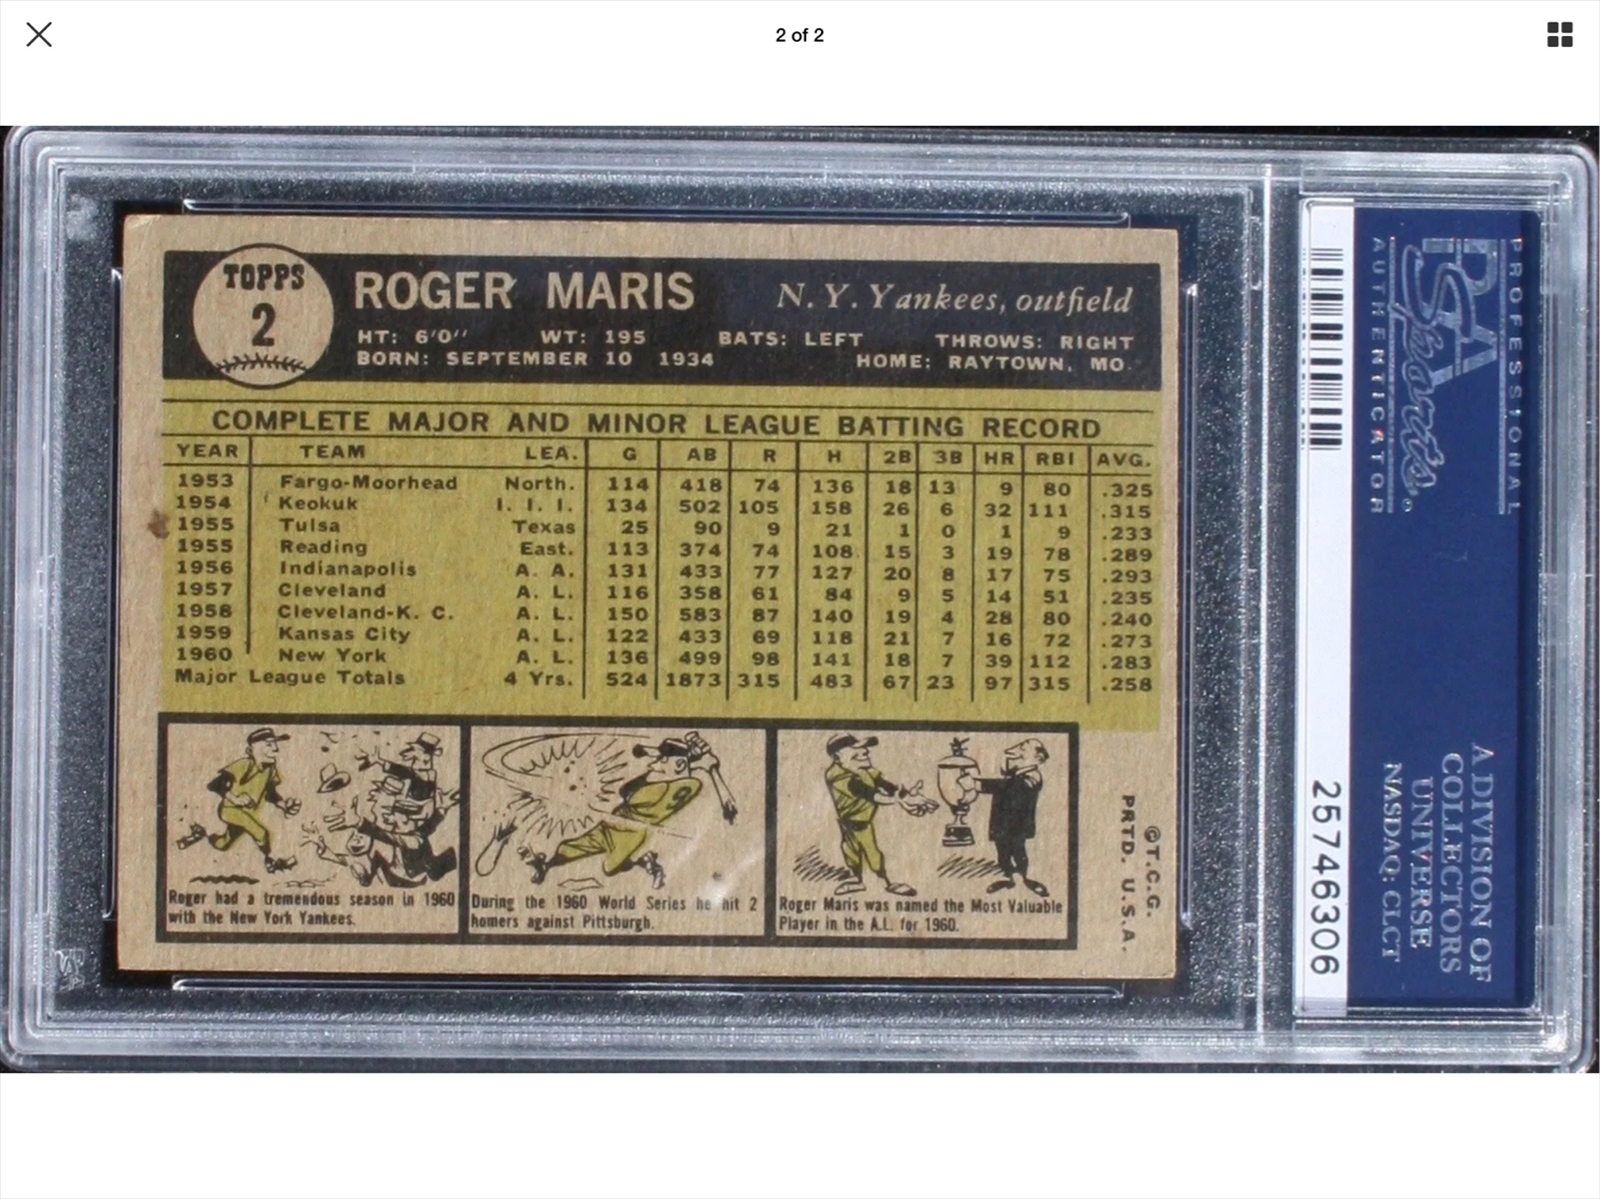 2 of 2
TOPPS
2
ROGER MARIS N. Y. Yankees, outfield
HT: 6'0" WT: 195 BATS: LEFT THROWS: RIGHT
BORN: SEPTEMBER 10 1934 HOME: RAYTOWN, MO.
COMPLETE MAJOR AND MINOR LEAGUE BATTING RECORD
YEAR TEAM LEA. G AB R H 2B 3B HR RBI AVG.
1953 Fargo-Moorhead North. 114 418 74 136 18 13 9 80 .325
1954 Keokuk I. I. I. 134 502 105 158 26 6 32 111 .315
1955 Tulsa Texas 25 90 9 21 1 0 1 9 .233
1955 Reading East. 113 374 74 108 15 3 19 78 .289
1956 Indianapolis A. A. 131 433 77 127 20 8 17 75 .293
1957 Cleveland A. L. 116 358 61 84 9 5 14 51 .235
1958 Cleveland-K. C. A. L. 150 583 87 140 19 4 28 80 .240
1959 Kansas City A. L. 122 433 69 118 21 7 16 72 .273
1960 New York A. L. 136 499 98 141 18 7 39 112 .283
Major League Totals 4 Yrs. 524 1873 315 483 67 23 97 315 .258
9
Roger had a tremendous season in 1960
with the New York Yankees.
During the 1960 World Series he hit 2
homers against Pittsburgh.
Roger Maris was named the Most Valuable
Player in the A.L. for 1960.
©T.C.G.
PRTD. U.S.A.
PROFESSIONAL
PSA
Sports
AUTHENTICATOR
A DIVISION OF
COLLECTORS
UNIVERSE
NASDAQ: CLCT
25746306